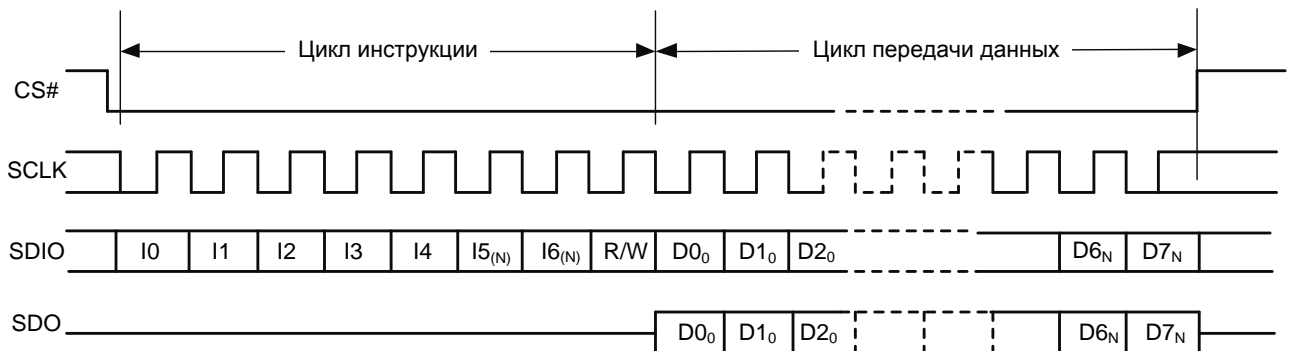 Цикл инструкции Цикл передачи данных
CS#
SCLK
SDIO I0 I1 I2 I3 I4 I5(N) I6(N) R/W D0₀ D1₀ D2₀ D6N D7N
SDO D0₀ D1₀ D2₀ D6N D7N